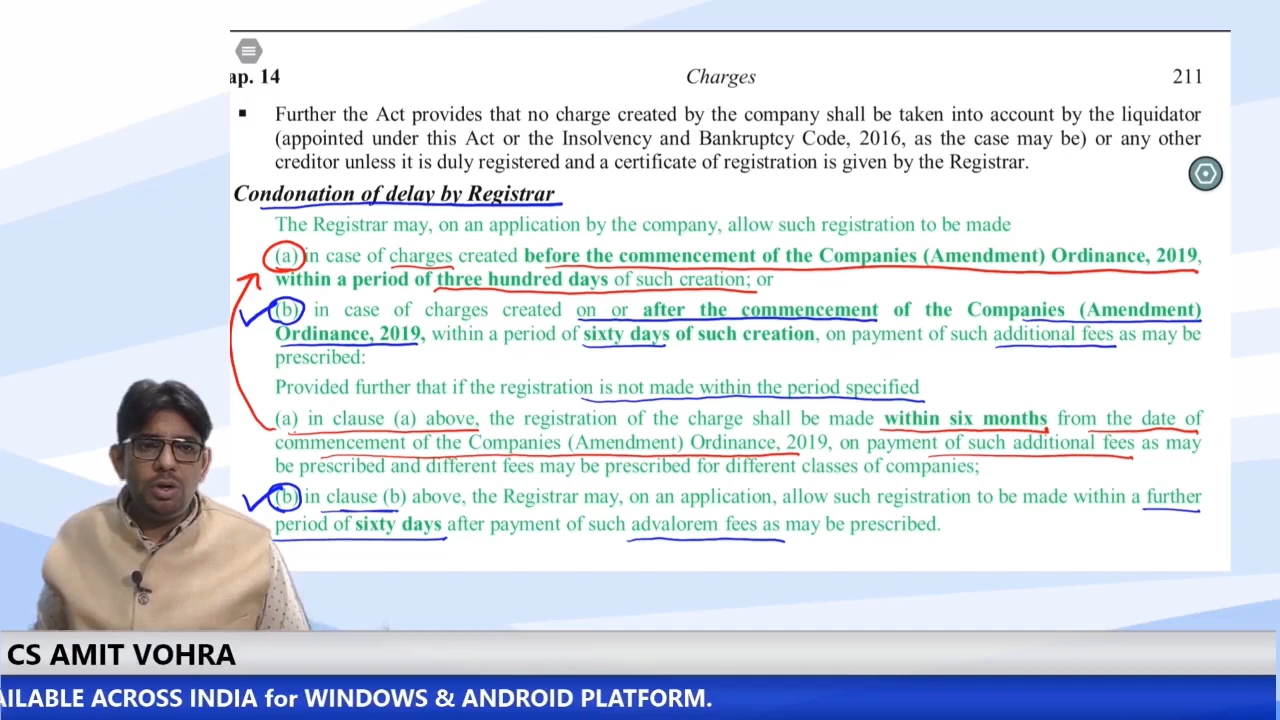 ap. 14 Charges 211
▪ Further the Act provides that no charge created by the company shall be taken into account by the liquidator
(appointed under this Act or the Insolvency and Bankruptcy Code, 2016, as the case may be) or any other
creditor unless it is duly registered and a certificate of registration is given by the Registrar.
Condonation of delay by Registrar
The Registrar may, on an application by the company, allow such registration to be made
(a) in case of charges created before the commencement of the Companies (Amendment) Ordinance, 2019,
within a period of three hundred days of such creation; or
(b) in case of charges created on or after the commencement of the Companies (Amendment)
Ordinance, 2019, within a period of sixty days of such creation, on payment of such additional fees as may be
prescribed:
Provided further that if the registration is not made within the period specified
(a) in clause (a) above, the registration of the charge shall be made within six months from the date of
commencement of the Companies (Amendment) Ordinance, 2019, on payment of such additional fees as may
be prescribed and different fees may be prescribed for different classes of companies;
(b) in clause (b) above, the Registrar may, on an application, allow such registration to be made within a further
period of sixty days after payment of such advalorem fees as may be prescribed.
CS AMIT VOHRA
AILABLE ACROSS INDIA for WINDOWS & ANDROID PLATFORM.